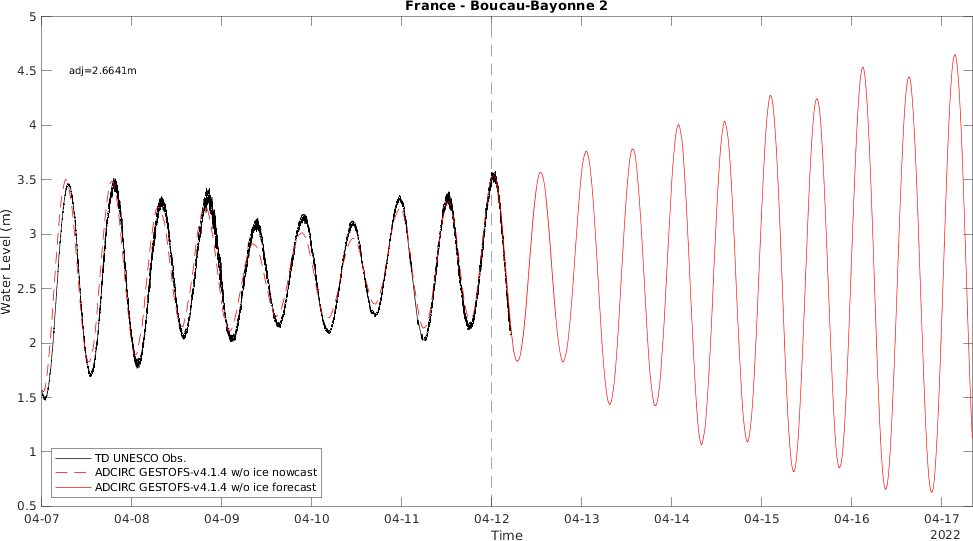 France - Boucau-Bayonne 2
5
4.5
4
3.5
3
2.5
2
1.5
1
0.5
Water Level (m)
adj=2.6641m
TD UNESCO Obs.
ADCIRC GESTOFS-v4.1.4 w/o ice nowcast
ADCIRC GESTOFS-v4.1.4 w/o ice forecast
04-07 04-08 04-09 04-10 04-11 04-12 04-13 04-14 04-15 04-16 04-17
2022
Time